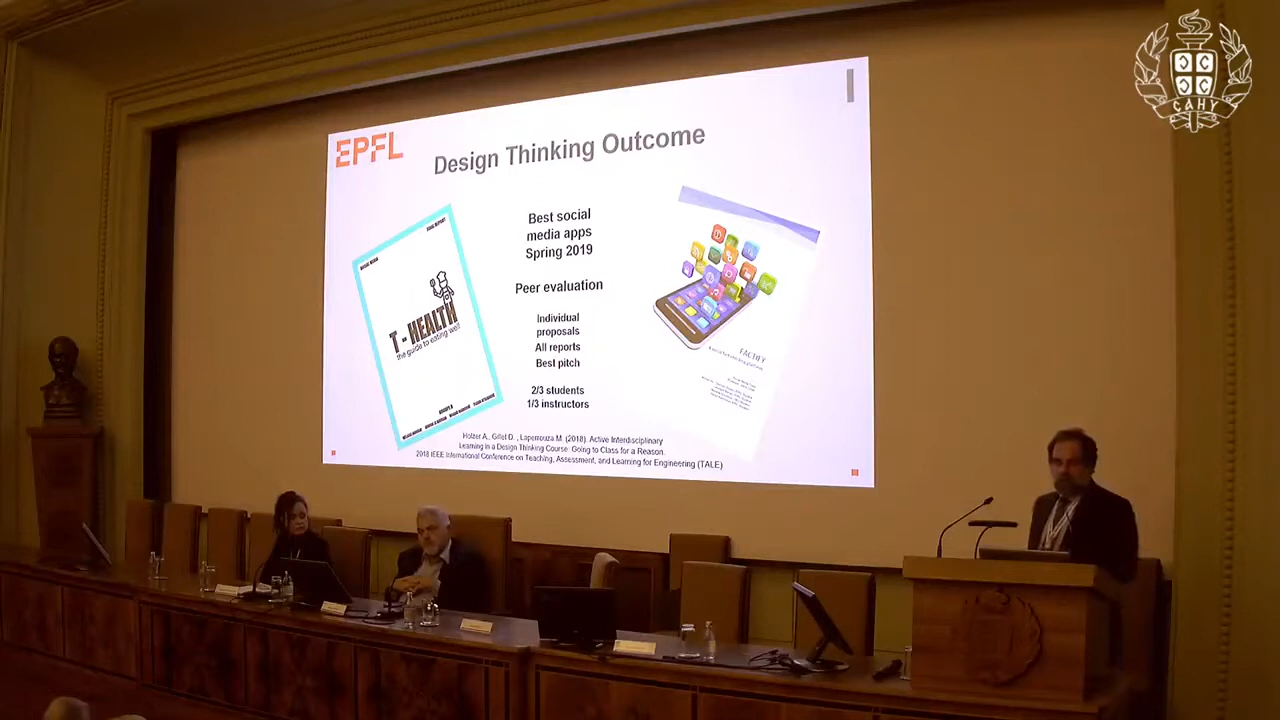 САНУ
EPFL
Design Thinking Outcome
T - HEALTH
the guide to eating well
Best social
media apps
Spring 2019
Peer evaluation
Individual
proposals
All reports
Best pitch
2/3 students
1/3 instructors
FACTIFY
Holzer A., Gillet D. , Laperrouza M. (2018). Active Interdisciplinary
Learning in a Design Thinking Course: Going to Class for a Reason.
2018 IEEE International Conference on Teaching, Assessment, and Learning for Engineering (TALE)